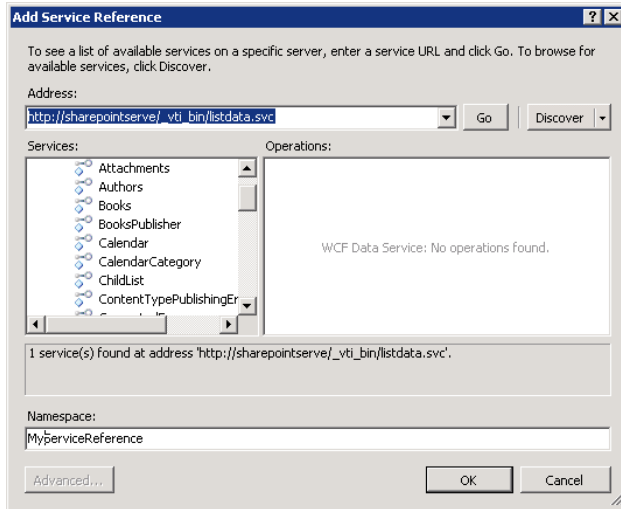 Add Service Reference
To see a list of available services on a specific server, enter a service URL and click Go. To browse for
available services, click Discover.
Address:
http://sharepointserve/_vti_bin/listdata.svc
Go
Discover
Services:
Operations:
Attachments
Authors
Books
BooksPublisher
Calendar
CalendarCategory
ChildList
ContentTypePublishingEr
WCF Data Service: No operations found.
1 service(s) found at address 'http://sharepointserve/_vti_bin/listdata.svc'.
Namespace:
MyServiceReference
Advanced...
OK
Cancel